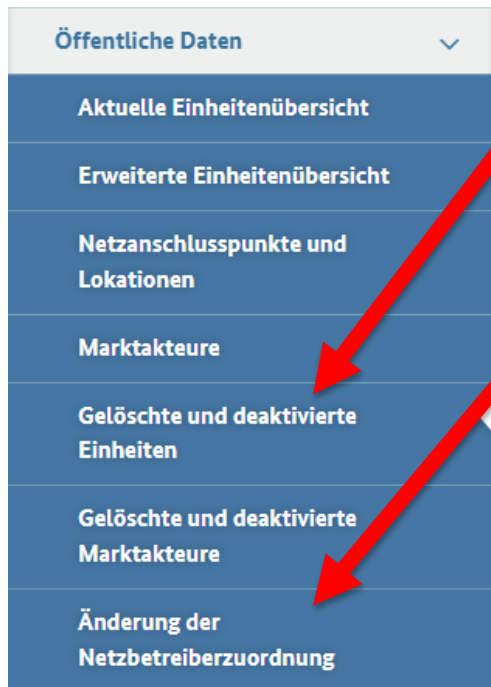 Öffentliche Daten
Aktuelle Einheitenübersicht
Erweiterte Einheitenübersicht
Netzanschlusspunkte und
Lokationen
Marktakteure
Gelöschte und deaktivierte
Einheiten
Gelöschte und deaktivierte
Marktakteure
Änderung der
Netzbetreiberzuordnung